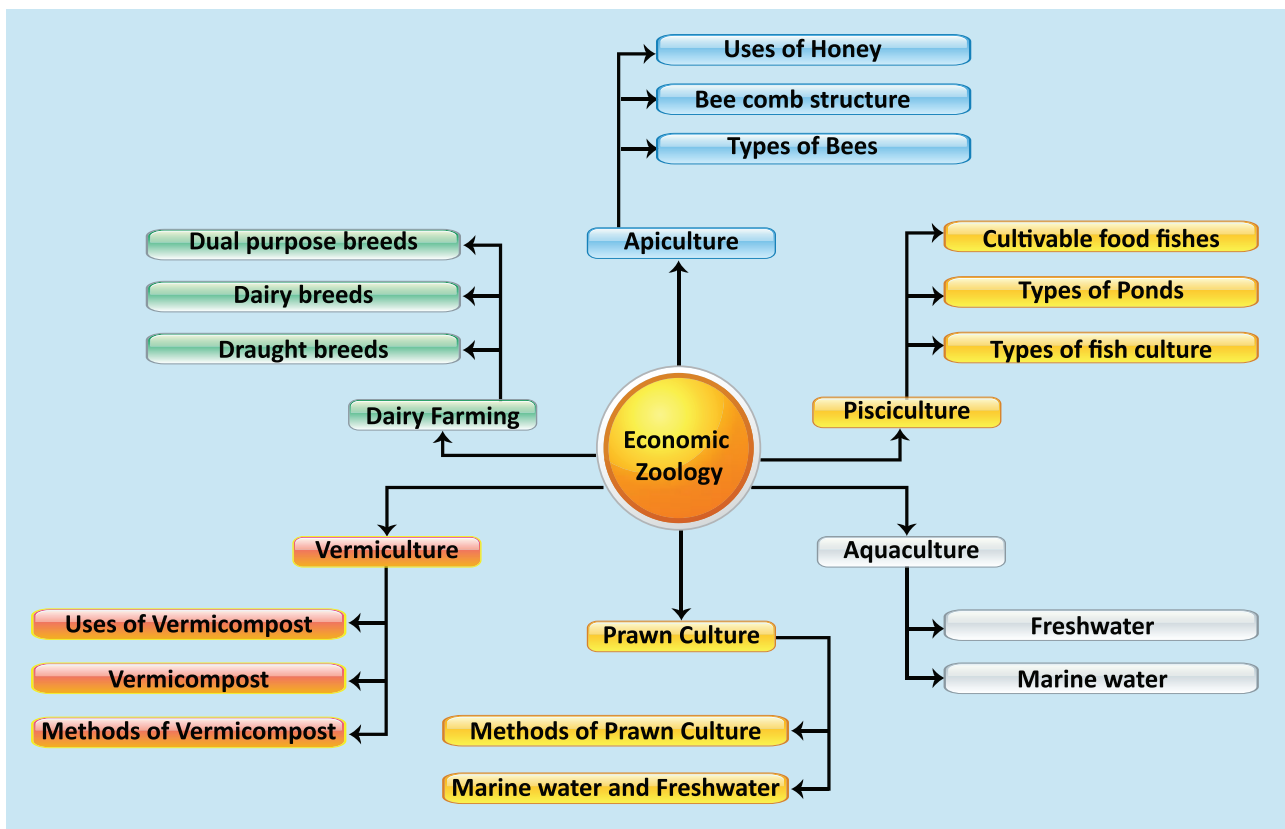 Uses of Honey
Bee comb structure
Types of Bees
Apiculture
Dual purpose breeds
Dairy breeds
Draught breeds
Dairy Farming
Cultivable food fishes
Types of Ponds
Types of fish culture
Pisciculture
Economic
Zoology
Vermiculture
Uses of Vermicompost
Vermicompost
Methods of Vermicompost
Prawn Culture
Methods of Prawn Culture
Marine water and Freshwater
Aquaculture
Freshwater
Marine water